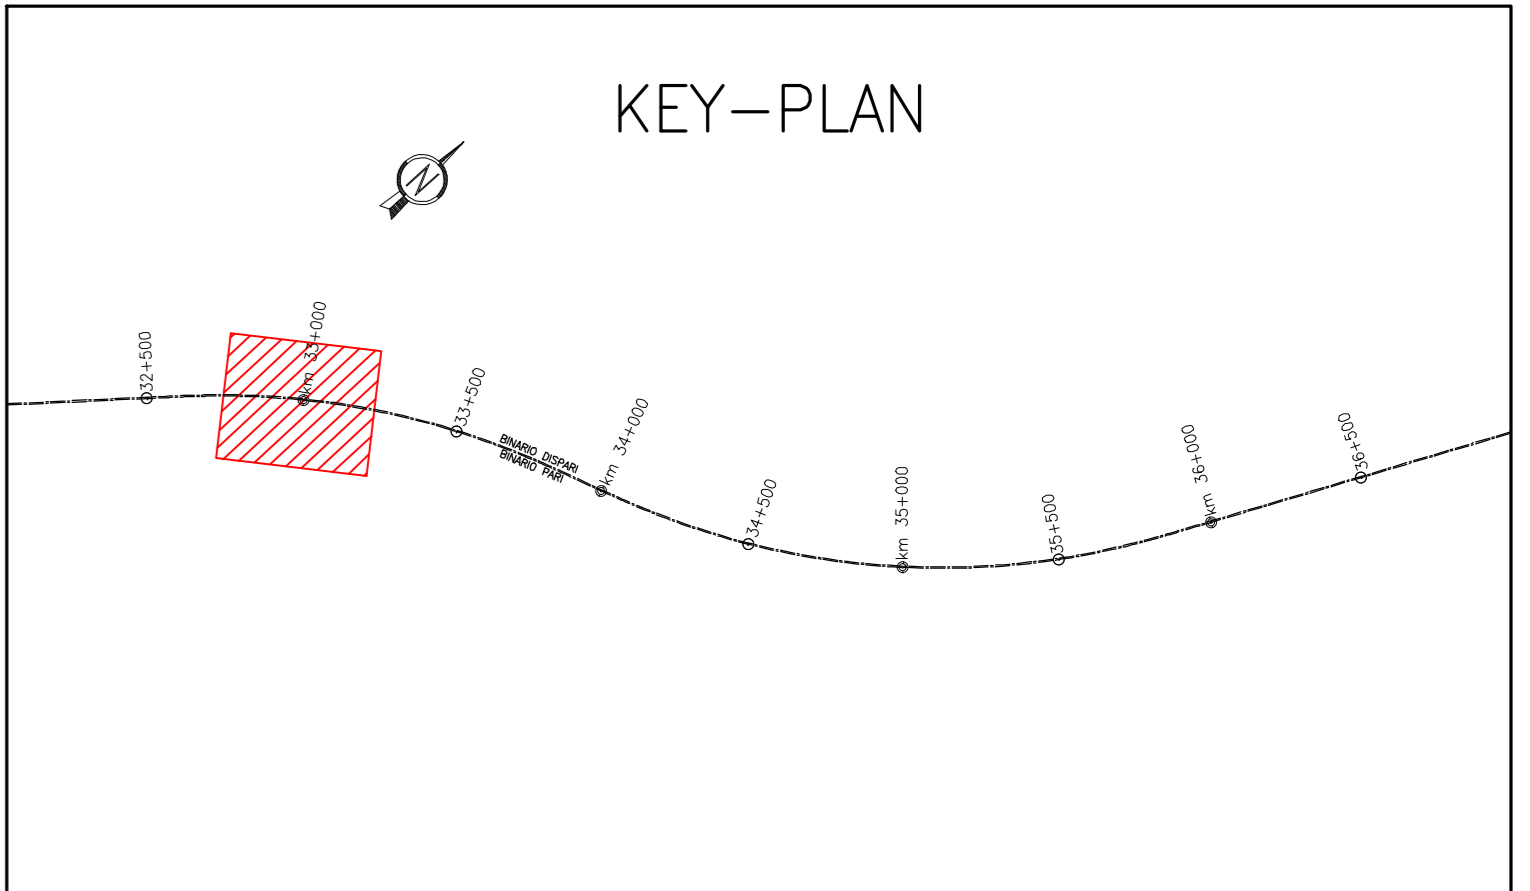 KEY-PLAN
N
32+500
km 33+000
33+500
BINARIO DISPARI
BINARIO PARI
km 34+000
34+500
km 35+000
35+500
km 36+000
36+500